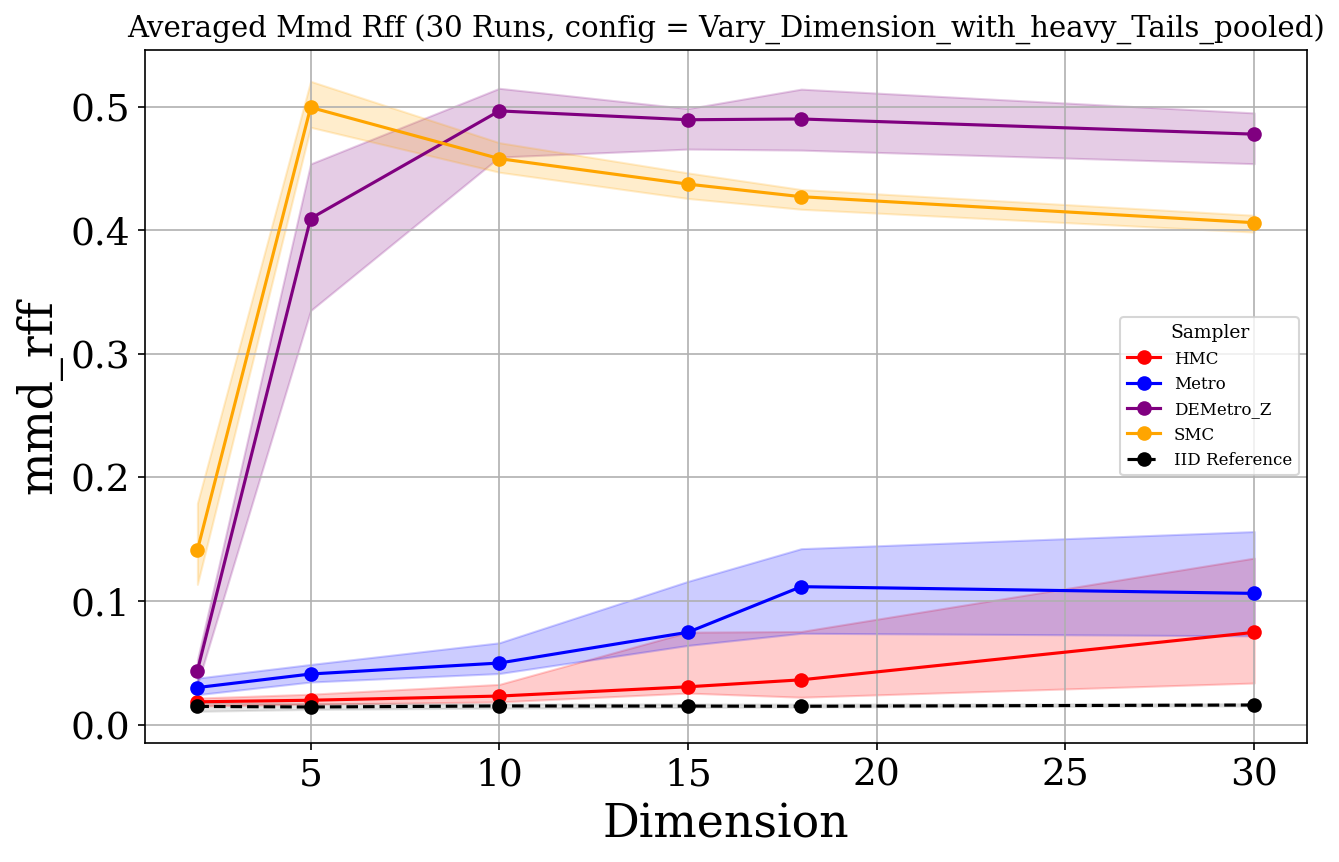 Averaged Mmd Rff (30 Runs, config = Vary_Dimension_with_heavy_Tails_pooled)
mmd_rff
0.5
0.4
0.3
0.2
0.1
0.0
Sampler
HMC
Metro
DEMetro_Z
SMC
IID Reference
5 10 15 20 25 30
Dimension